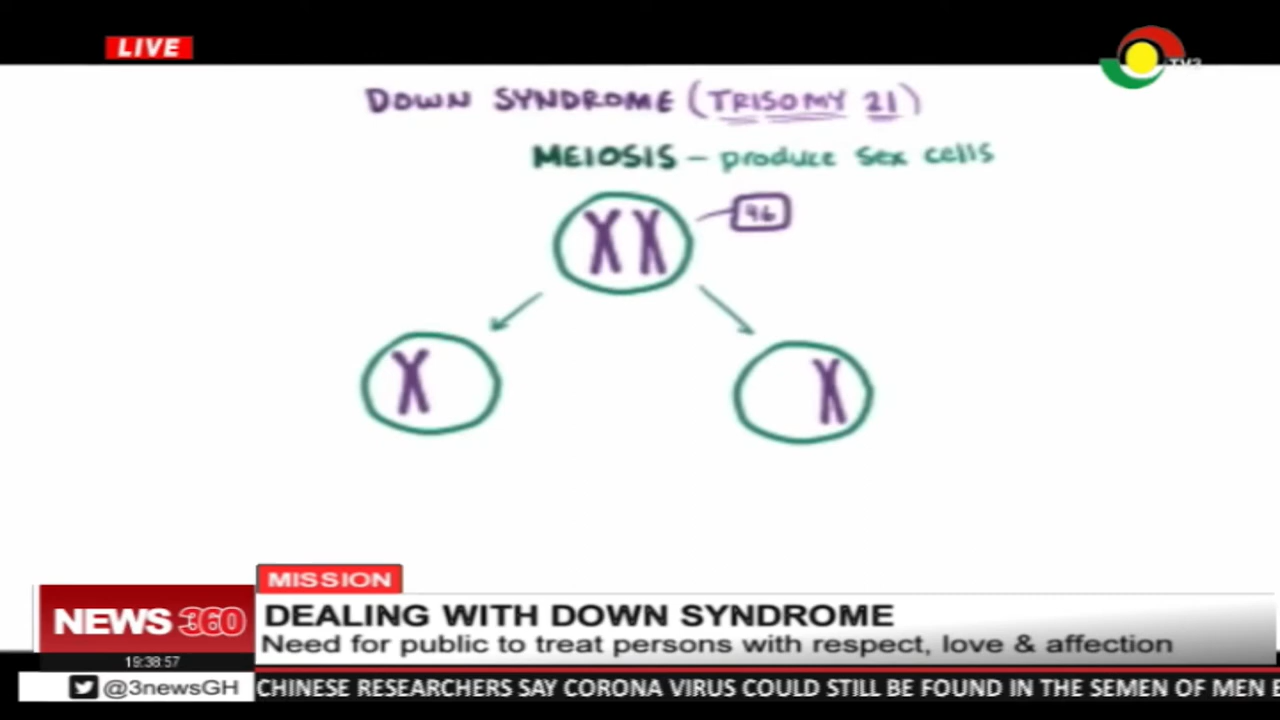 LIVE
TV3
DOWN SYNDROME (TRISOMY 21)
MEIOSIS - produce sex cells
46
MISSION
NEWS 360
DEALING WITH DOWN SYNDROME
Need for public to treat persons with respect, love & affection
19:38:57
@3newsGH
CHINESE RESEARCHERS SAY CORONA VIRUS COULD STILL BE FOUND IN THE SEMEN OF MEN